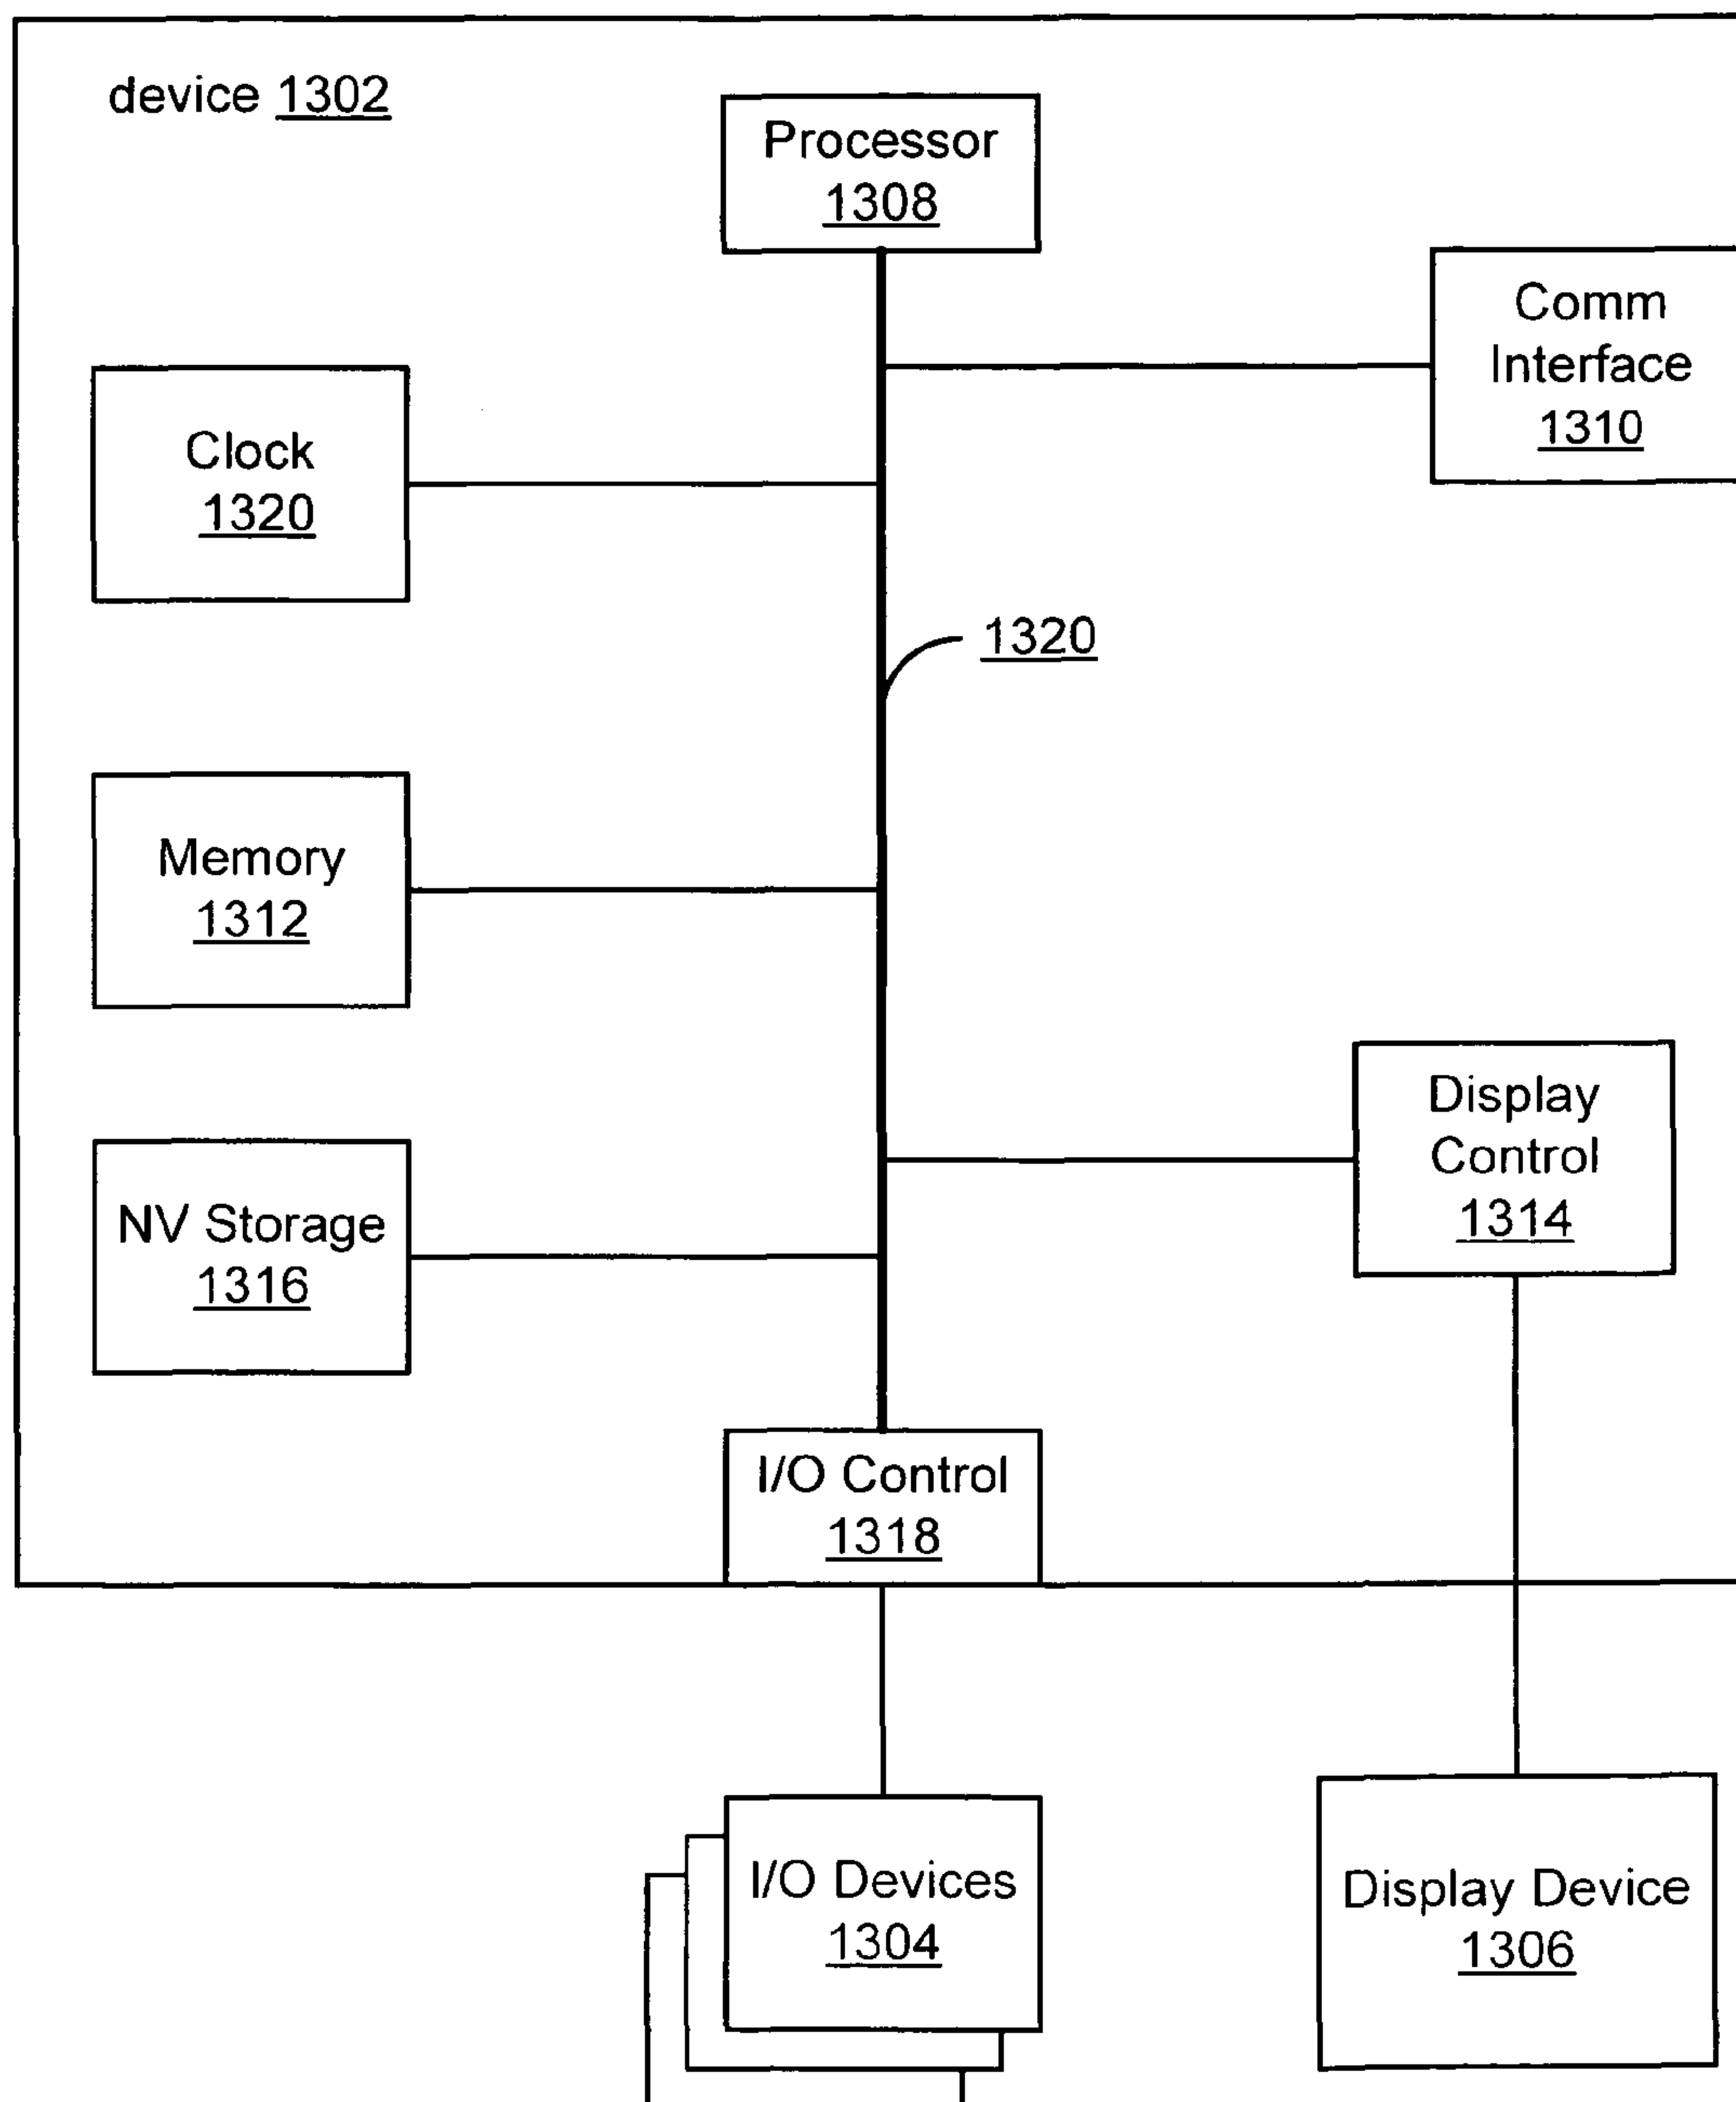 device 1302
Processor
1308
Comm
Interface
1310
Clock
1320
1320
Memory
1312
Display
Control
1314
NV Storage
1316
I/O Control
1318
I/O Devices
1304
Display Device
1306